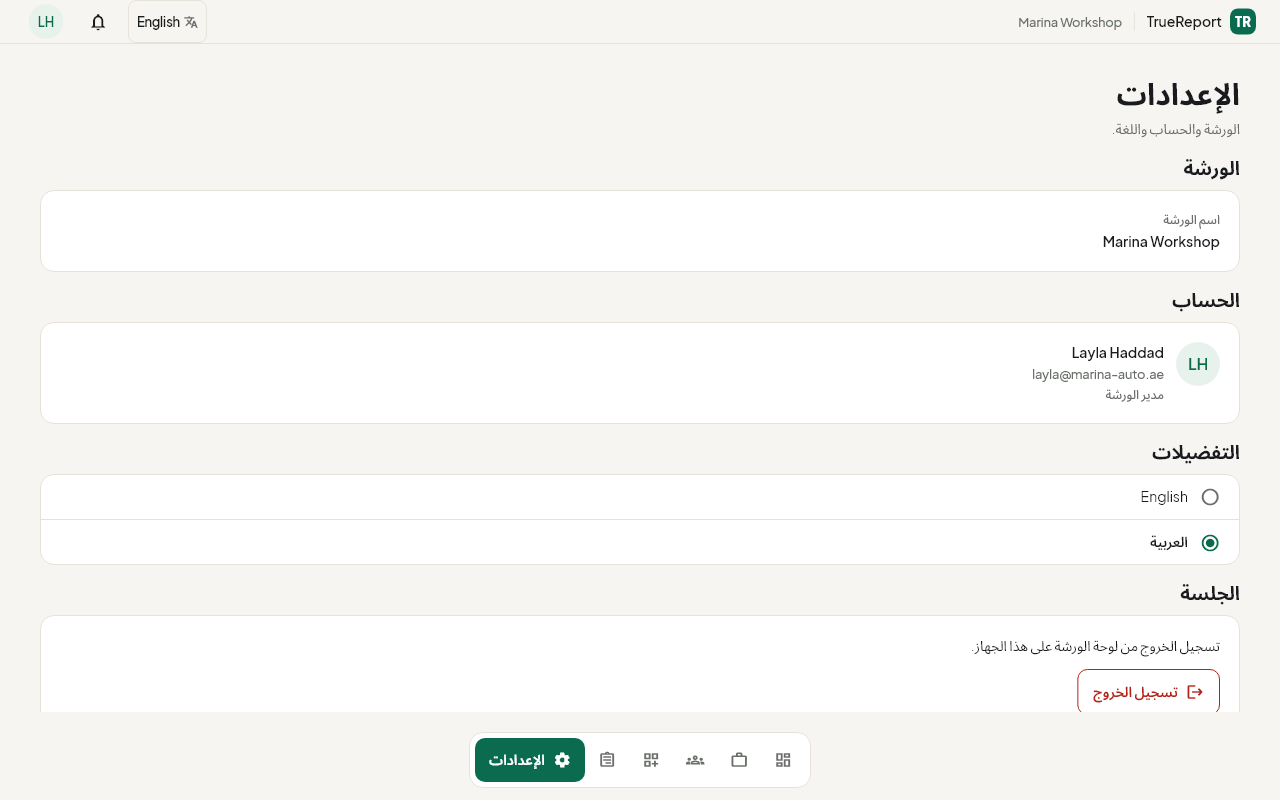 TR TrueReport
Marina Workshop
English
LH
الإعدادات
الورشة والحساب واللغة.
الورشة
اسم الورشة
Marina Workshop
الحساب
LH
Layla Haddad
layla@marina-auto.ae
مدير الورشة
التفضيلات
English
العربية
الجلسة
تسجيل الخروج من لوحة الورشة على هذا الجهاز.
تسجيل الخروج
الإعدادات